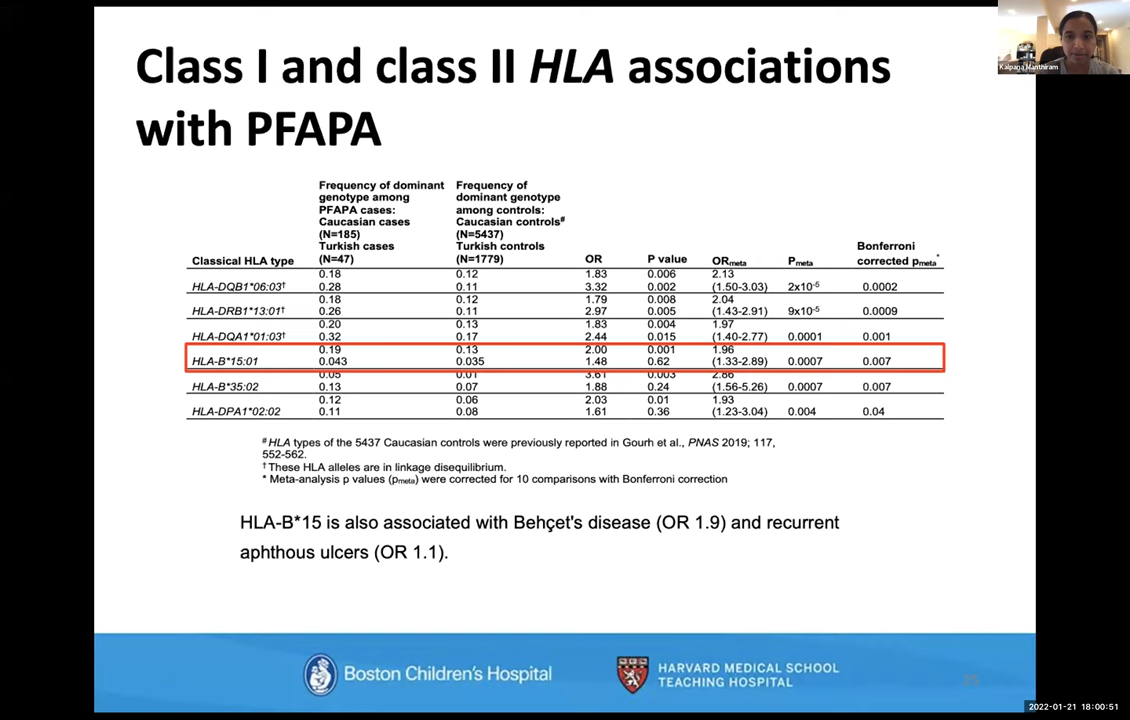 Class I and class II HLA associations
with PFAPA
Kalpana Manthiram
Frequency of dominant genotype among PFAPA cases: Caucasian cases (N=185) Turkish cases (N=47)
Frequency of dominant genotype among controls: Caucasian controls# (N=5437) Turkish controls (N=1779)
Classical HLA type OR P value ORmeta Pmeta Bonferroni corrected pmeta*
0.18 0.12 1.83 0.006 2.13
HLA-DQB1*06:03† 0.28 0.11 3.32 0.002 (1.50-3.03) 2x10-5 0.0002
0.18 0.12 1.79 0.008 2.04
HLA-DRB1*13:01† 0.26 0.11 2.97 0.005 (1.43-2.91) 9x10-5 0.0009
0.20 0.13 1.83 0.004 1.97
HLA-DQA1*01:03† 0.32 0.17 2.44 0.015 (1.40-2.77) 0.0001 0.001
0.19 0.13 2.00 0.001 1.96
HLA-B*15:01 0.043 0.035 1.48 0.62 (1.33-2.89) 0.0007 0.007
0.05 0.01 3.61 0.003 2.86
HLA-B*35:02 0.13 0.07 1.88 0.24 (1.56-5.26) 0.0007 0.007
0.12 0.06 2.03 0.01 1.93
HLA-DPA1*02:02 0.11 0.08 1.61 0.36 (1.23-3.04) 0.004 0.04
# HLA types of the 5437 Caucasian controls were previously reported in Gourh et al., PNAS 2019; 117,
552-562.
† These HLA alleles are in linkage disequilibrium.
* Meta-analysis p values (pmeta) were corrected for 10 comparisons with Bonferroni correction
HLA-B*15 is also associated with Behçet's disease (OR 1.9) and recurrent
aphthous ulcers (OR 1.1).
Boston Children's Hospital
HARVARD MEDICAL SCHOOL
TEACHING HOSPITAL
2022-01-21 18:00:51